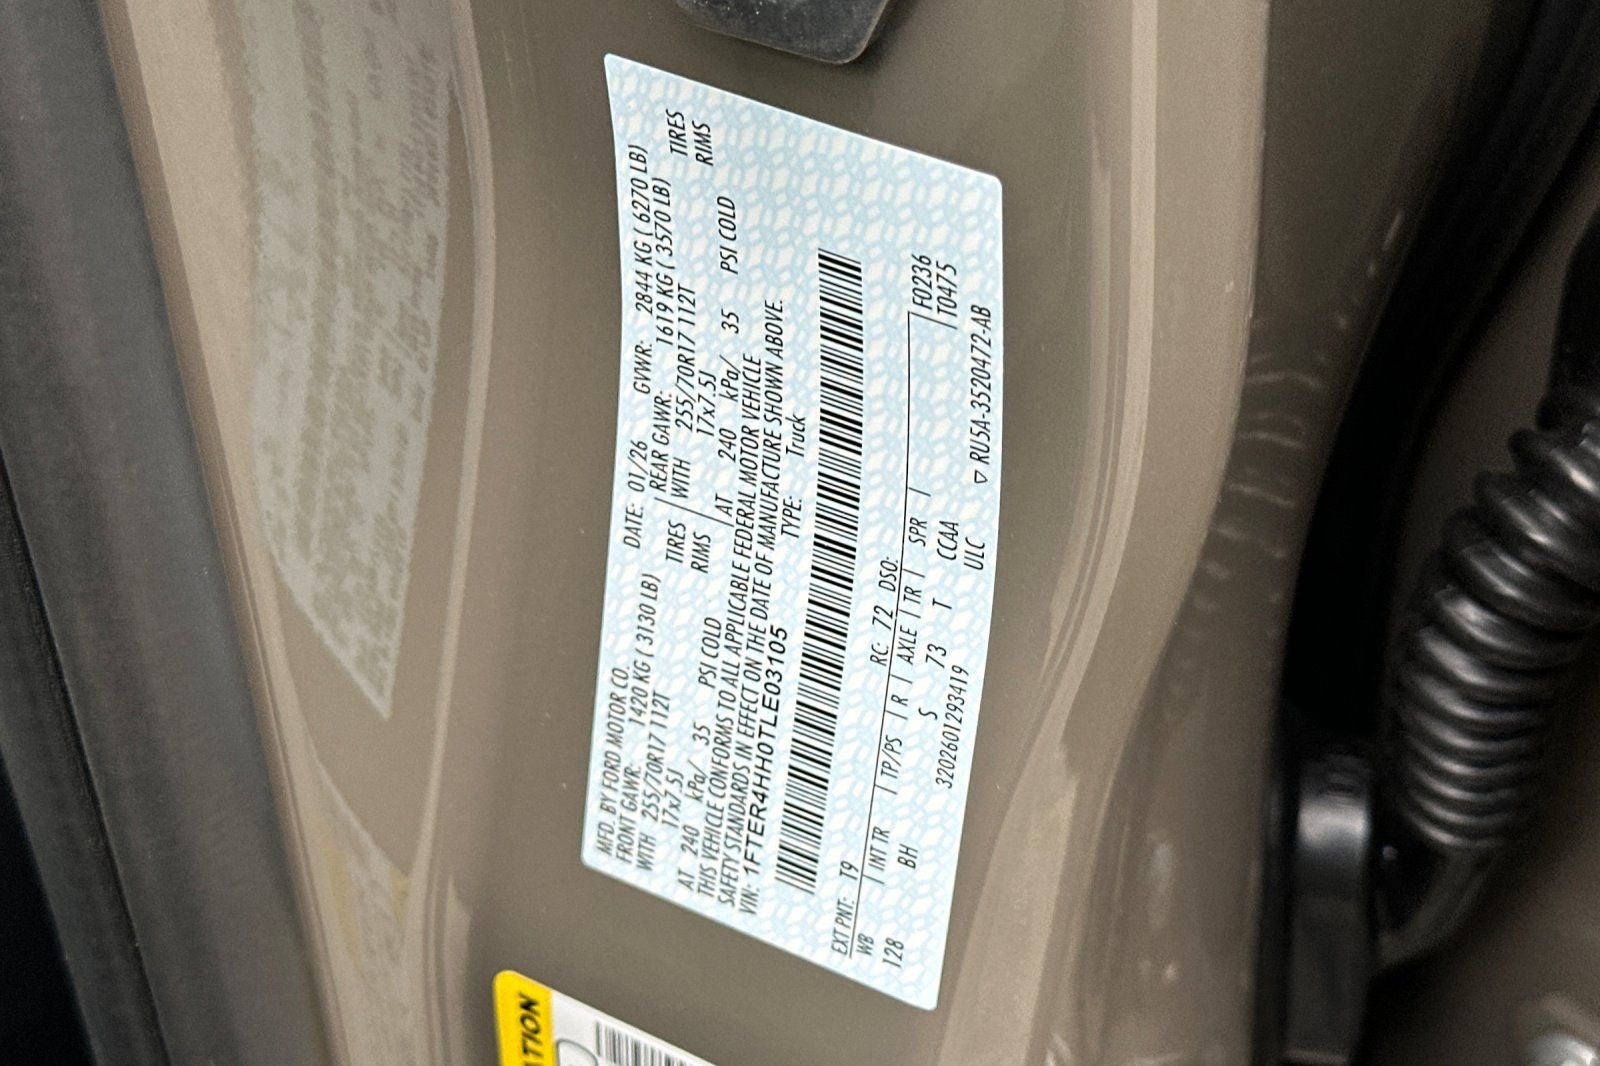 MFD. BY FORD MOTOR CO. DATE: 01/26 GVWR: 2844 KG ( 6270 LB)
FRONT GAWR: 1420 KG ( 3130 LB) REAR GAWR: 1619 KG ( 3570 LB)
WITH 255/70R17 112T TIRES WITH 255/70R17 112T TIRES
17x7.5J RIMS 17x7.5J RIMS
AT 240 kPa/ 35 PSI COLD AT 240 kPa/ 35 PSI COLD
THIS VEHICLE CONFORMS TO ALL APPLICABLE FEDERAL MOTOR VEHICLE
SAFETY STANDARDS IN EFFECT ON THE DATE OF MANUFACTURE SHOWN ABOVE.
VIN: 1FTER4HH0TLE03105 TYPE: Truck
EXT PNT: T9 RC: 72 DSO: F0236
WB INT TR TP/PS R AXLE TR SPR T0475
128 BH S 73 T CCAA
3202601293419 ULC ▽ RU5A-3520472-AB